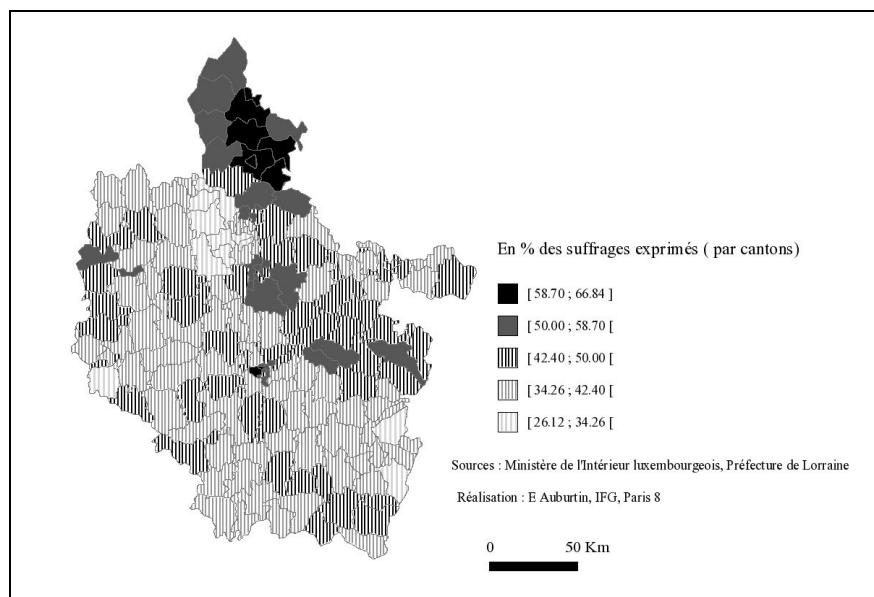 En % des suffrages exprimés ( par cantons)
[ 58.70 ; 66.84 ]
[ 50.00 ; 58.70 [
[ 42.40 ; 50.00 [
[ 34.26 ; 42.40 [
[ 26.12 ; 34.26 [
Sources : Ministère de l'Intérieur luxembourgeois, Préfecture de Lorraine
Réalisation : E Auburtin, IFG, Paris 8
0 50 Km